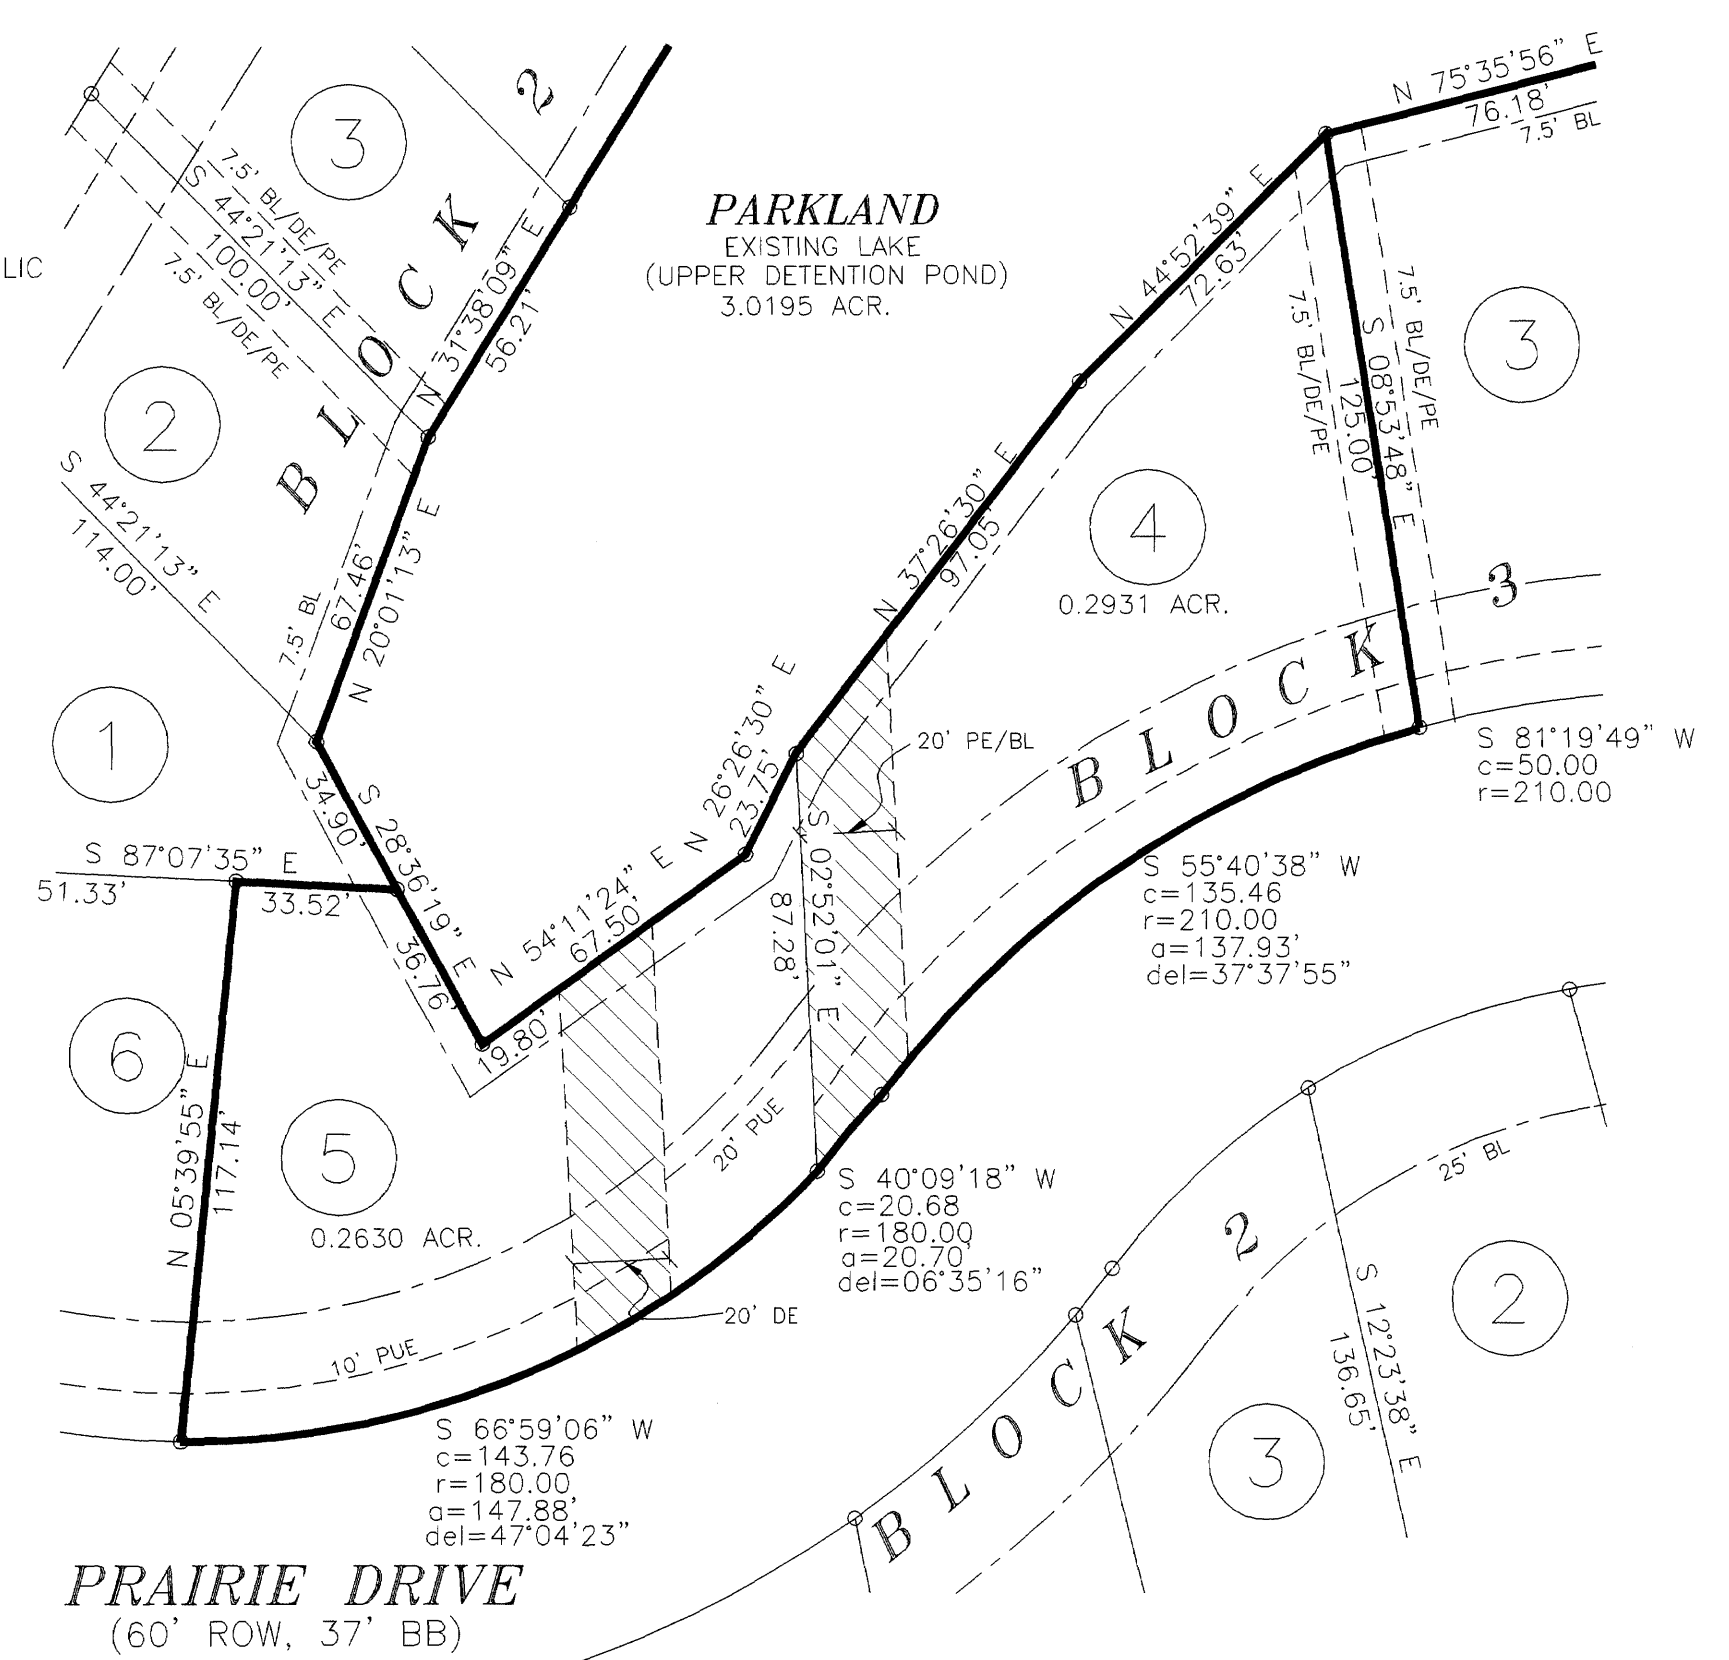 N 75°35'56" E
76.18'
7.5' BL
3
BLOCK 2
7.5' BL/DE/PE
S 44°21'13" E
100.00'
7.5' BL/DE/PE
N 31°38'09" E
56.21'
PARKLAND
EXISTING LAKE
(UPPER DETENTION POND)
3.0195 ACR.
LIC
N 44°52'39" E
72.63'
7.5' BL/DE/PE
S 08°53'48" E
125.00'
7.5' BL/DE/PE
3
2
S 44°21'13" E
114.00'
N 37°26'30" E
97.05'
4
0.2931 ACR.
7.5' BL
67.46'
N 20°01'13" E
BLOCK 3
1
N 26°26'30" E
23.75'
20' PE/BL
S 81°19'49" W
c=50.00
r=210.00
34.90'
S 28°36'19" E
36.76'
S 87°07'35" E
51.33'
33.52'
N 54°11'24" E
67.50'
19.80'
S 02°52'01" E
87.28'
S 55°40'38" W
c=135.46
r=210.00
a=137.93'
del=37°37'55"
6
N 05°39'55" E
117.14'
5
0.2630 ACR.
20' PUE
S 40°09'18" W
c=20.68
r=180.00
a=20.70'
del=06°35'16"
25' BL
20' DE
10' PUE
S 12°23'38" E
136.65'
2
BLOCK 2
3
S 66°59'06" W
c=143.76
r=180.00
a=147.88'
del=47°04'23"
PRAIRIE DRIVE
(60' ROW, 37' BB)